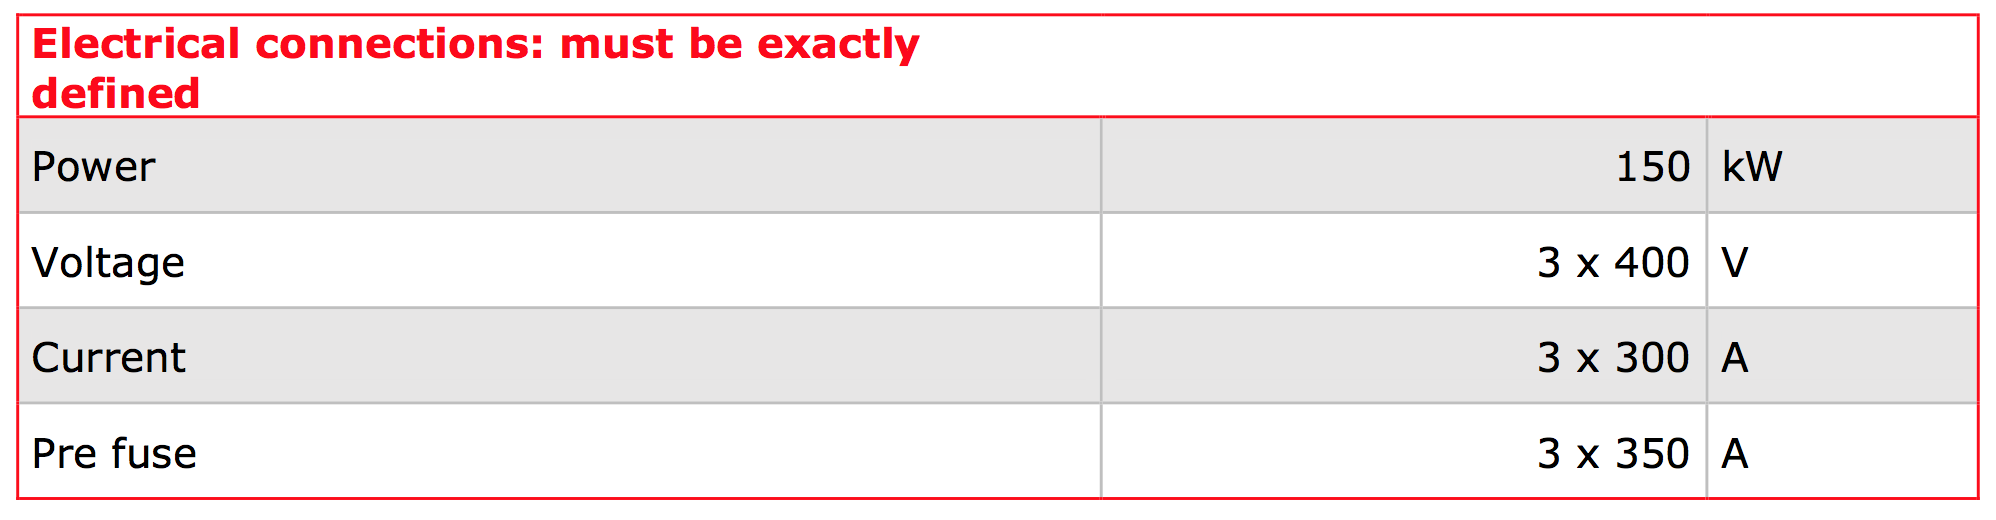 Electrical connections: must be exactly
defined
Power 150 kW
Voltage 3 x 400 V
Current 3 x 300 A
Pre fuse 3 x 350 A